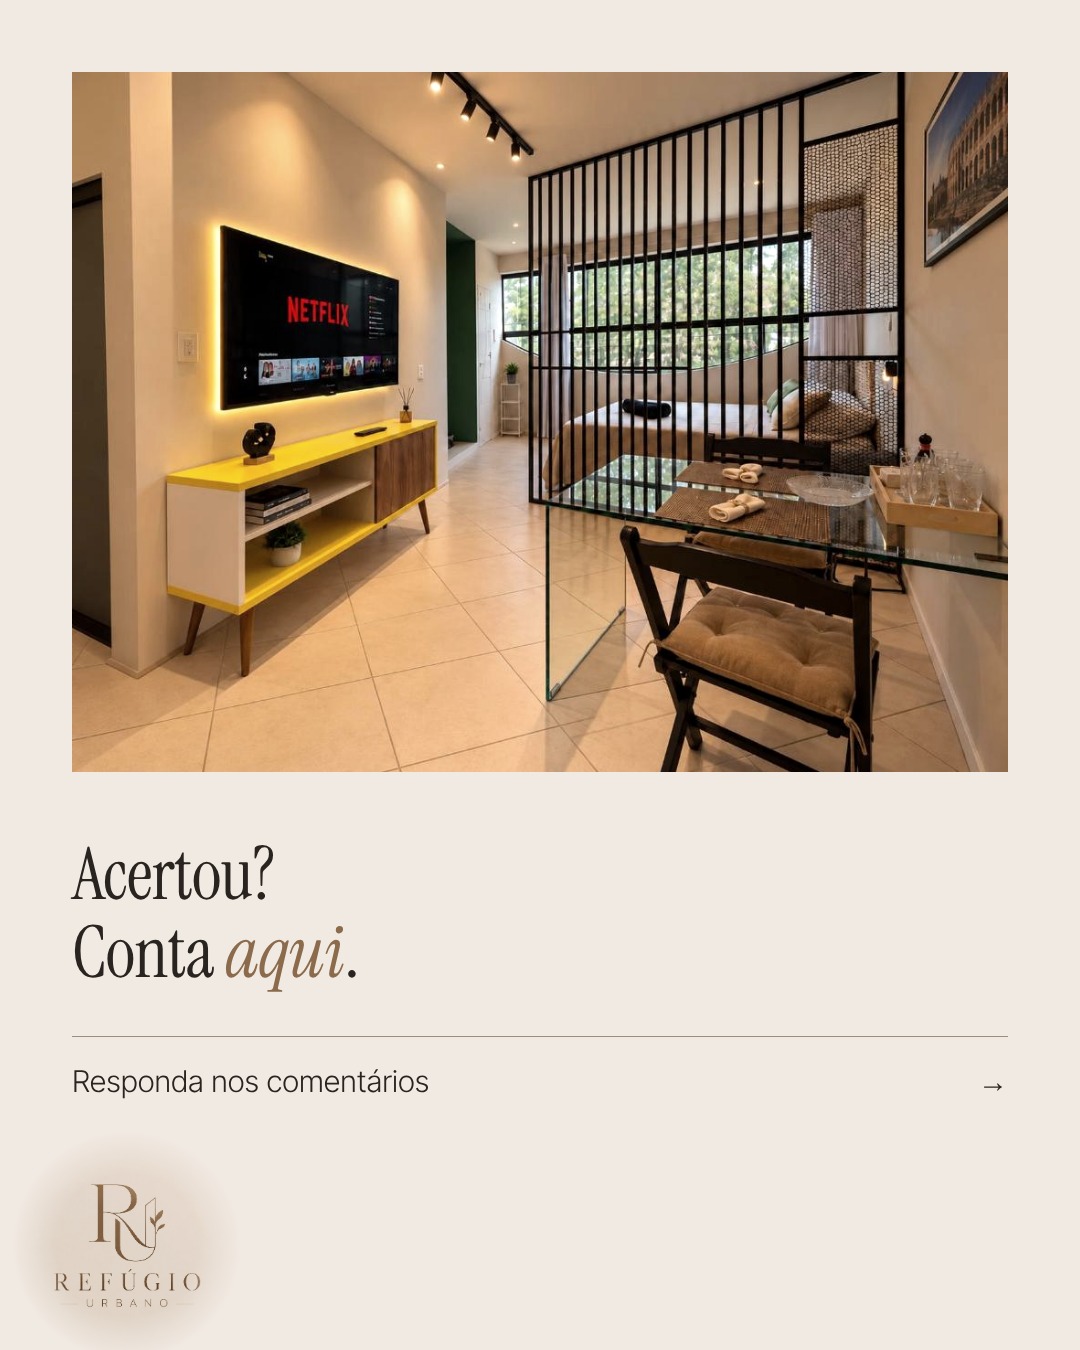 NETFLIX
Acertou?
Conta aqui.
Responda nos comentários →
RU
REFÚGIO
URBANO